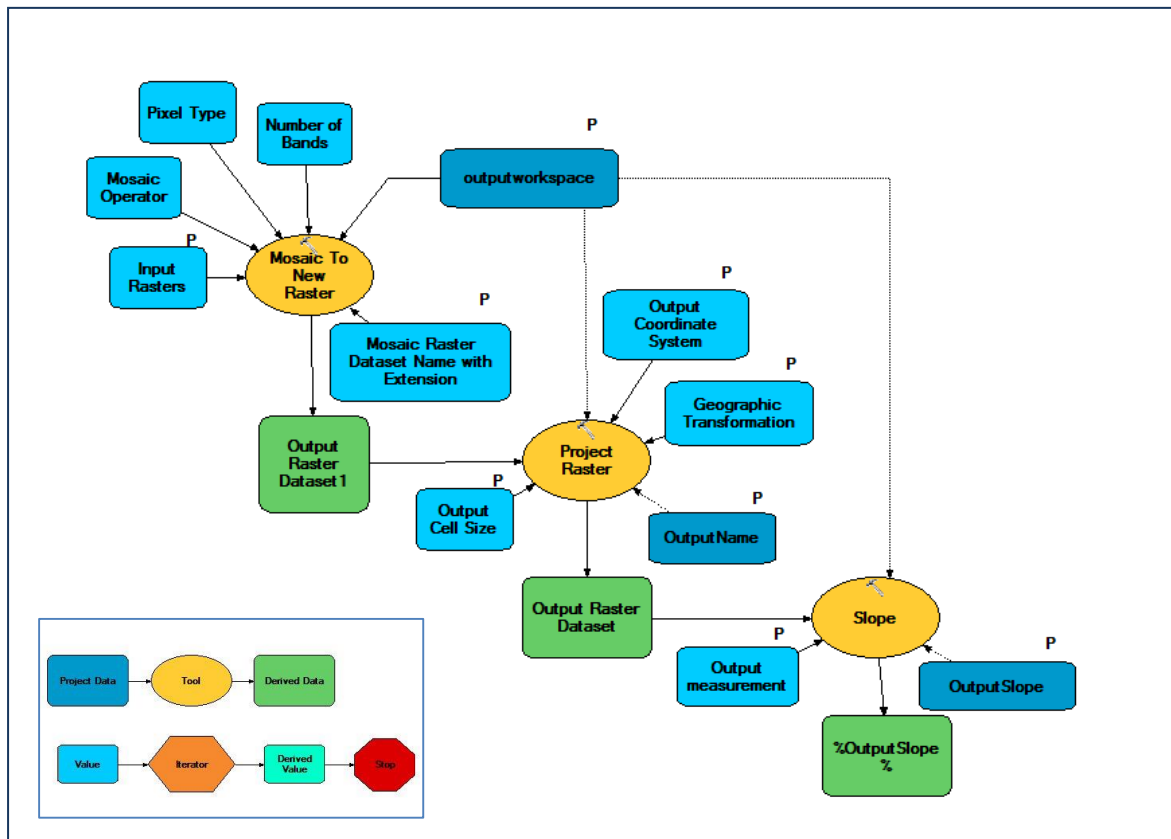 Pixel Type
Number of
Bands
P
outputworkspace
Mosaic
Operator
P
Input
Rasters
Mosaic To
New
Raster
P
Mosaic Raster
Dataset Name with
Extension
P
Output
Coordinate
System
P
Geographic
Transformation
Output
Raster
Dataset1
Project
Raster
P
Output
Cell Size
P
OutputName
Output Raster
Dataset
Slope
P
Output
measurement
P
OutputSlope
%OutputSlope
%
Project Data
Tool
Derived Data
Value
Iterator
Derived
Value
Stop